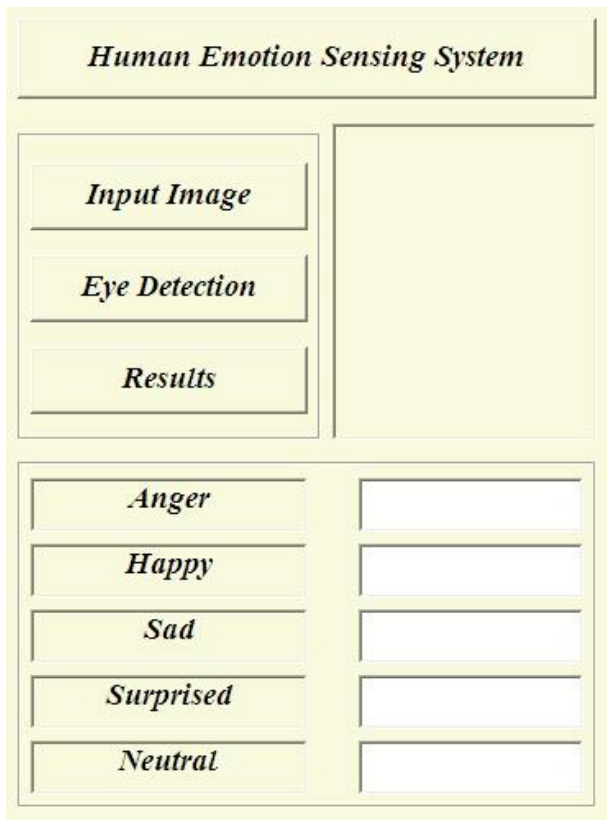 Human Emotion Sensing System
Input Image
Eye Detection
Results
Anger
Happy
Sad
Surprised
Neutral